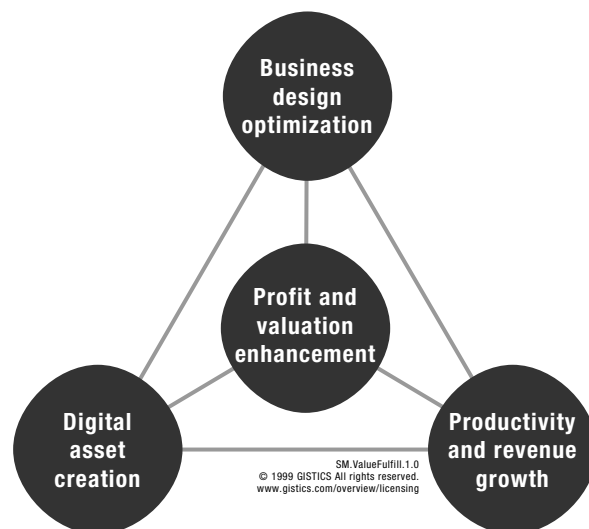 Business
design
optimization
Profit and
valuation
enhancement
Digital
asset
creation
Productivity
and revenue
growth
SM.ValueFulfill.1.0
© 1999 GISTICS All rights reserved.
www.gistics.com/overview/licensing